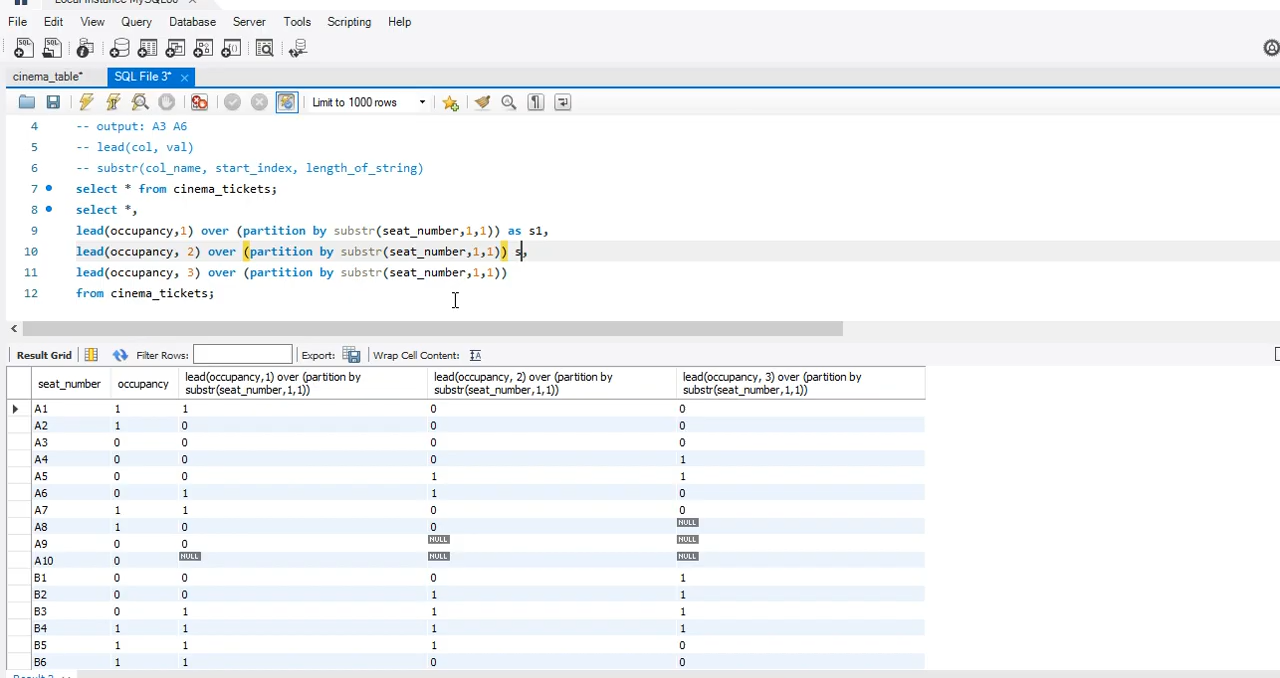 Local instance MySQL80
File Edit View Query Database Server Tools Scripting Help
cinema_table* SQL File 3*
Limit to 1000 rows
4 -- output: A3 A6
5 -- lead(col, val)
6 -- substr(col_name, start_index, length_of_string)
7 select * from cinema_tickets;
8 select *,
9 lead(occupancy,1) over (partition by substr(seat_number,1,1)) as s1,
10 lead(occupancy, 2) over (partition by substr(seat_number,1,1)) s,
11 lead(occupancy, 3) over (partition by substr(seat_number,1,1))
12 from cinema_tickets;
Result Grid Filter Rows: Export: Wrap Cell Content:
seat_number occupancy lead(occupancy,1) over (partition by substr(seat_number,1,1)) lead(occupancy, 2) over (partition by substr(seat_number,1,1)) lead(occupancy, 3) over (partition by substr(seat_number,1,1))
A1 1 1 0 0
A2 1 0 0 0
A3 0 0 0 0
A4 0 0 0 1
A5 0 0 1 1
A6 0 1 1 0
A7 1 1 0 0
A8 1 0 0 NULL
A9 0 0 NULL NULL
A10 0 NULL NULL NULL
B1 0 0 0 1
B2 0 0 1 1
B3 0 1 1 1
B4 1 1 1 1
B5 1 1 1 0
B6 1 1 0 0